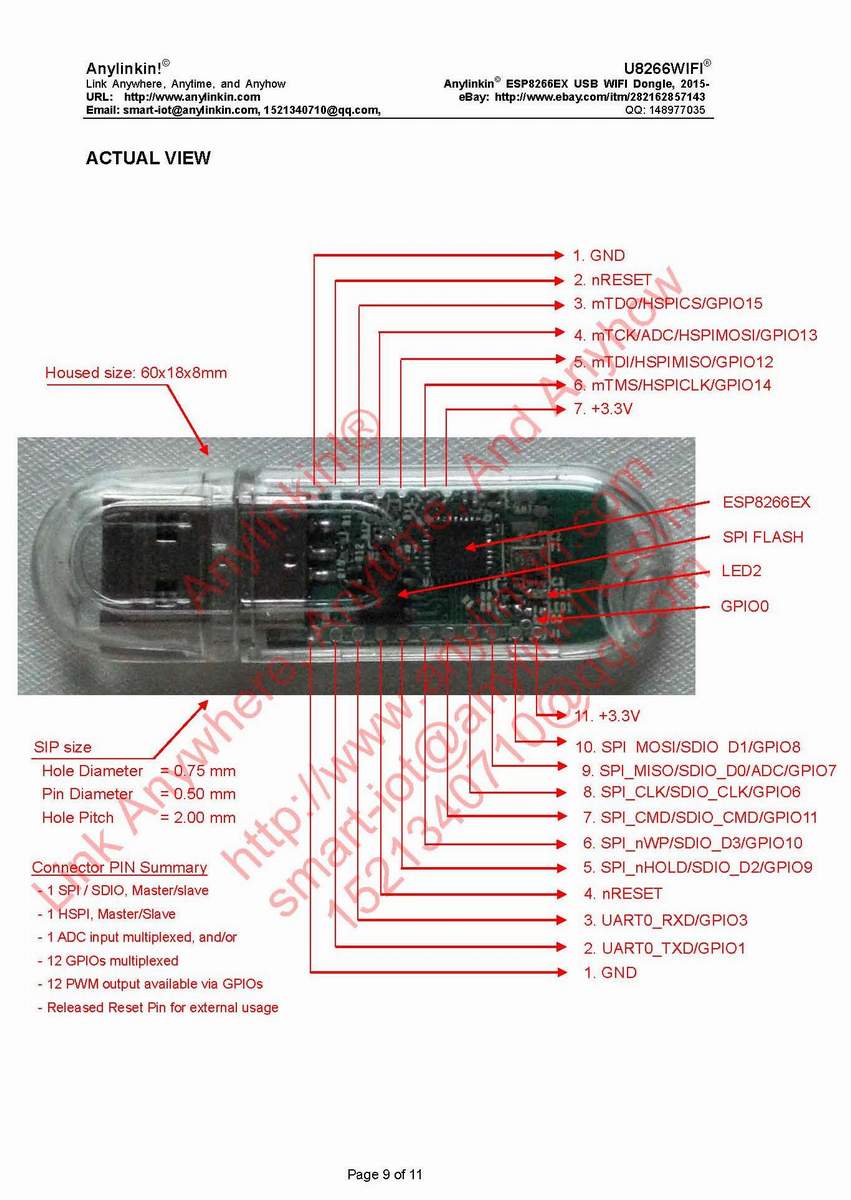 Anylinkin!©
U8266WIFI®
Link Anywhere, Anytime, and Anyhow
Anylinkin© ESP8266EX USB WIFI Dongle, 2015-
URL: http://www.anylinkin.com
eBay: http://www.ebay.com/itm/282162857143
Email: smart-iot@anylinkin.com, 1521340710@qq.com,
QQ: 148977035
ACTUAL VIEW
1. GND
2. nRESET
3. mTDO/HSPICS/GPIO15
4. mTCK/ADC/HSPIMOSI/GPIO13
5. mTDI/HSPIMISO/GPIO12
6. mTMS/HSPICLK/GPIO14
7. +3.3V
Housed size: 60x18x8mm
ESP8266EX
SPI FLASH
LED2
GPIO0
11. +3.3V
10. SPI_MOSI/SDIO_D1/GPIO8
9. SPI_MISO/SDIO_D0/ADC/GPIO7
8. SPI_CLK/SDIO_CLK/GPIO6
7. SPI_CMD/SDIO_CMD/GPIO11
6. SPI_nWP/SDIO_D3/GPIO10
5. SPI_nHOLD/SDIO_D2/GPIO9
4. nRESET
3. UART0_RXD/GPIO3
2. UART0_TXD/GPIO1
1. GND
SIP size
Hole Diameter = 0.75 mm
Pin Diameter = 0.50 mm
Hole Pitch = 2.00 mm
Connector PIN Summary
- 1 SPI / SDIO, Master/slave
- 1 HSPI, Master/Slave
- 1 ADC input multiplexed, and/or
- 12 GPIOs multiplexed
- 12 PWM output available via GPIOs
- Released Reset Pin for external usage
Anylinkin!®
Link Anywhere, Anytime, And Anyhow
http://www.anylinkin.com
smart-iot@anylinkin.com
1521340710@qq.com
Page 9 of 11